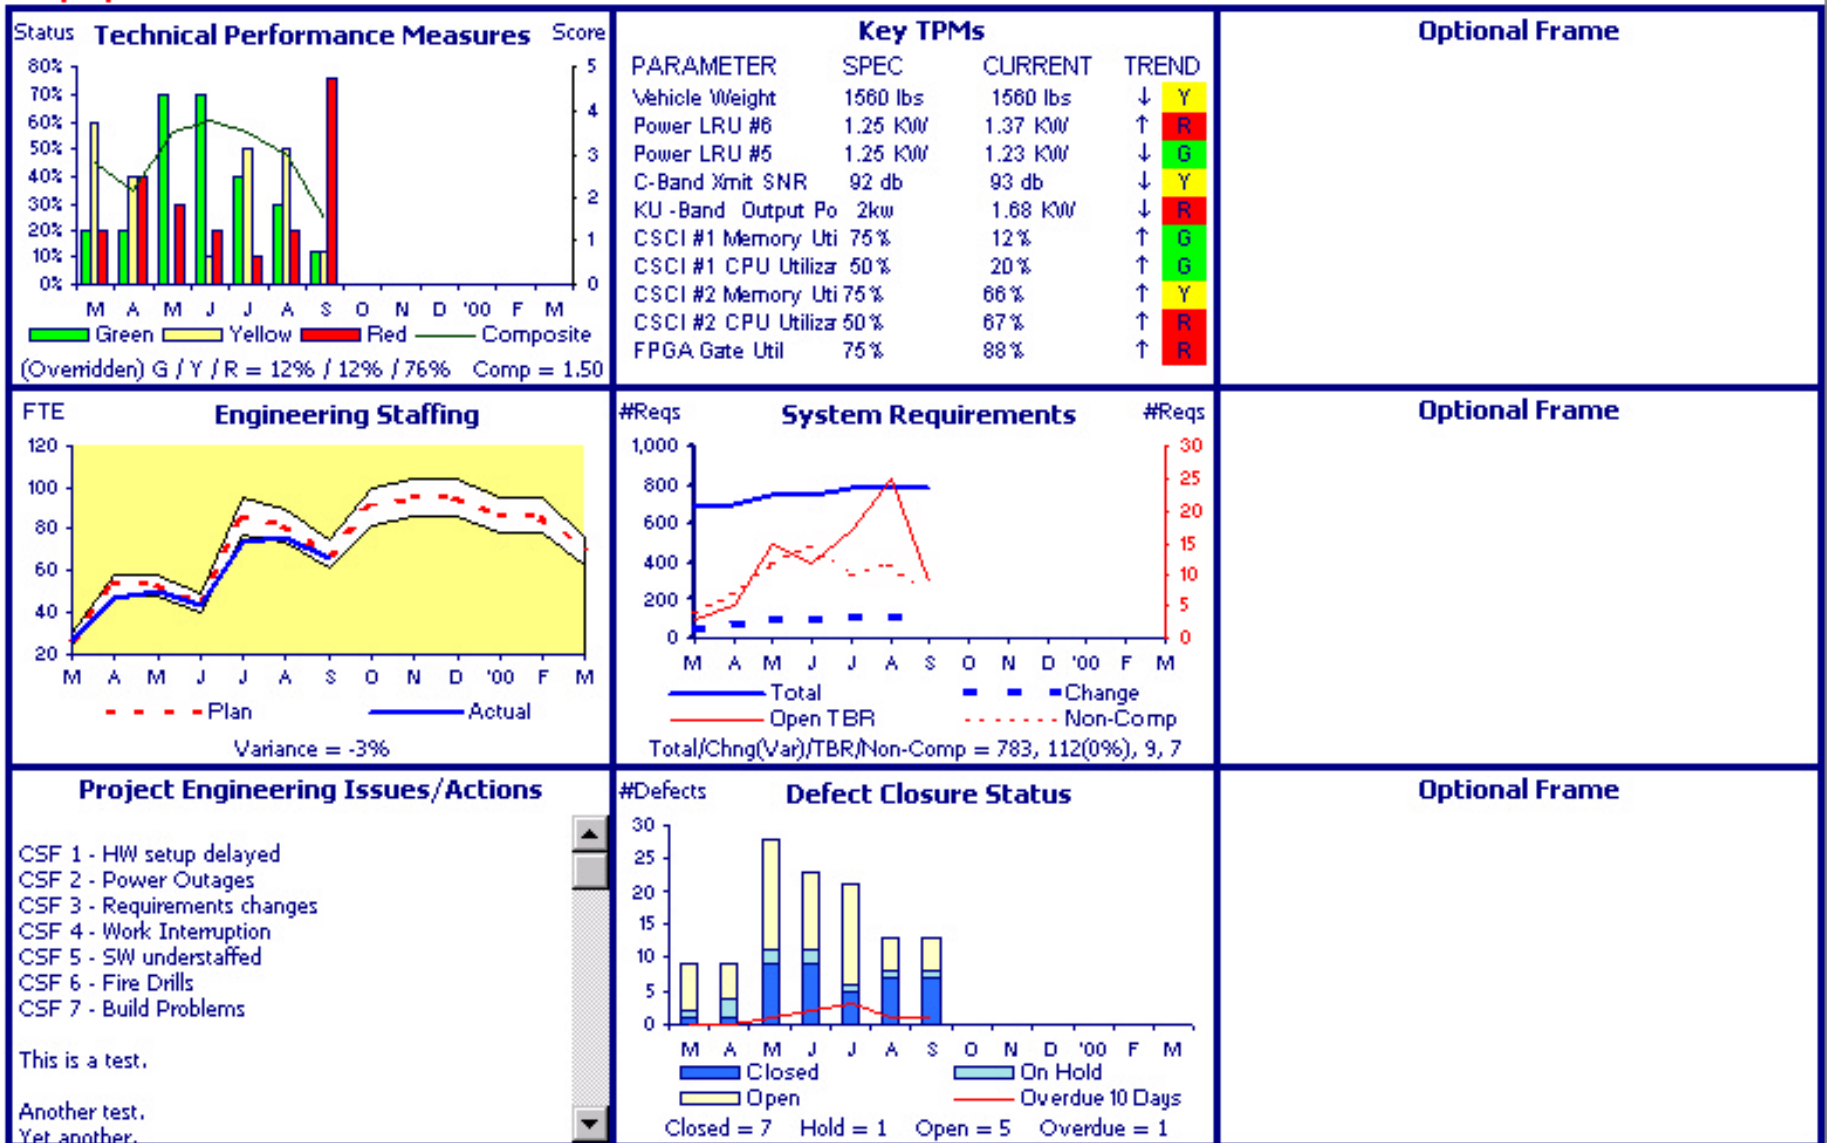 Status Technical Performance Measures Score
80% 5
70%
60% 4
50% 3
40%
30% 2
20% 1
10%
0% 0
M A M J J A S O N D '00 F M
Green Yellow Red Composite
(Overridden) G / Y / R = 12% / 12% / 76% Comp = 1.50
Key TPMs
PARAMETER SPEC CURRENT TREND
Vehicle Weight 1560 lbs 1560 lbs ↓ Y
Power LRU #6 1.25 KW 1.37 KW ↑ R
Power LRU #5 1.25 KW 1.23 KW ↓ G
C-Band Xmit SNR 92 db 93 db ↓ Y
KU -Band Output Po 2kw 1.68 KW ↓ R
CSCI #1 Memory Uti 75% 12% ↑ G
CSCI #1 CPU Utilizar 50% 20% ↑ G
CSCI #2 Memory Uti 75% 66% ↑ Y
CSCI #2 CPU Utilizar 50% 67% ↑ R
FPGA Gate Util 75% 88% ↑ R
Optional Frame
FTE Engineering Staffing
120
100
80
60
40
20
M A M J J A S O N D '00 F M
Plan Actual
Variance = -3%
#Reqs System Requirements #Reqs
1,000 30
800 25
600 20
400 15
200 10
0 5
0
M A M J J A S O N D '00 F M
Total Change
Open TBR Non-Comp
Total/Chng(Var)/TBR/Non-Comp = 783, 112(0%), 9, 7
Optional Frame
Project Engineering Issues/Actions
CSF 1 - HW setup delayed
CSF 2 - Power Outages
CSF 3 - Requirements changes
CSF 4 - Work Interruption
CSF 5 - SW understaffed
CSF 6 - Fire Drills
CSF 7 - Build Problems
This is a test.
Another test.
Yet another.
#Defects Defect Closure Status
30
25
20
15
10
5
0
M A M J J A S O N D '00 F M
Closed On Hold
Open Overdue 10 Days
Closed = 7 Hold = 1 Open = 5 Overdue = 1
Optional Frame